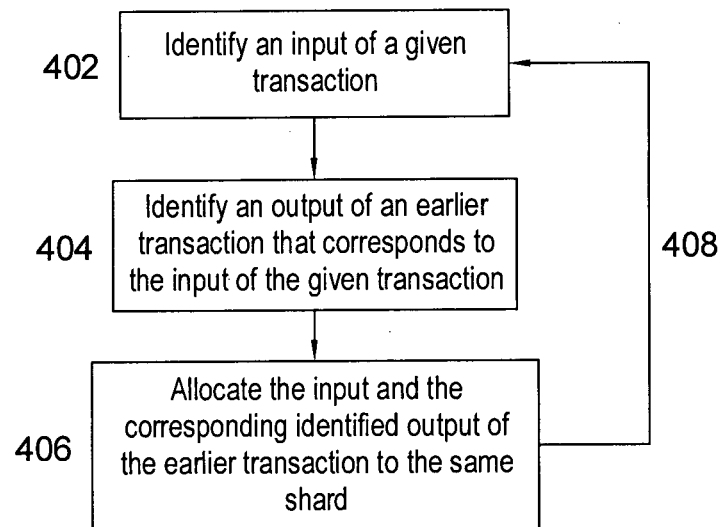 402
Identify an input of a given
transaction
404
Identify an output of an earlier
transaction that corresponds to
the input of the given transaction
408
406
Allocate the input and the
corresponding identified output of
the earlier transaction to the same
shard